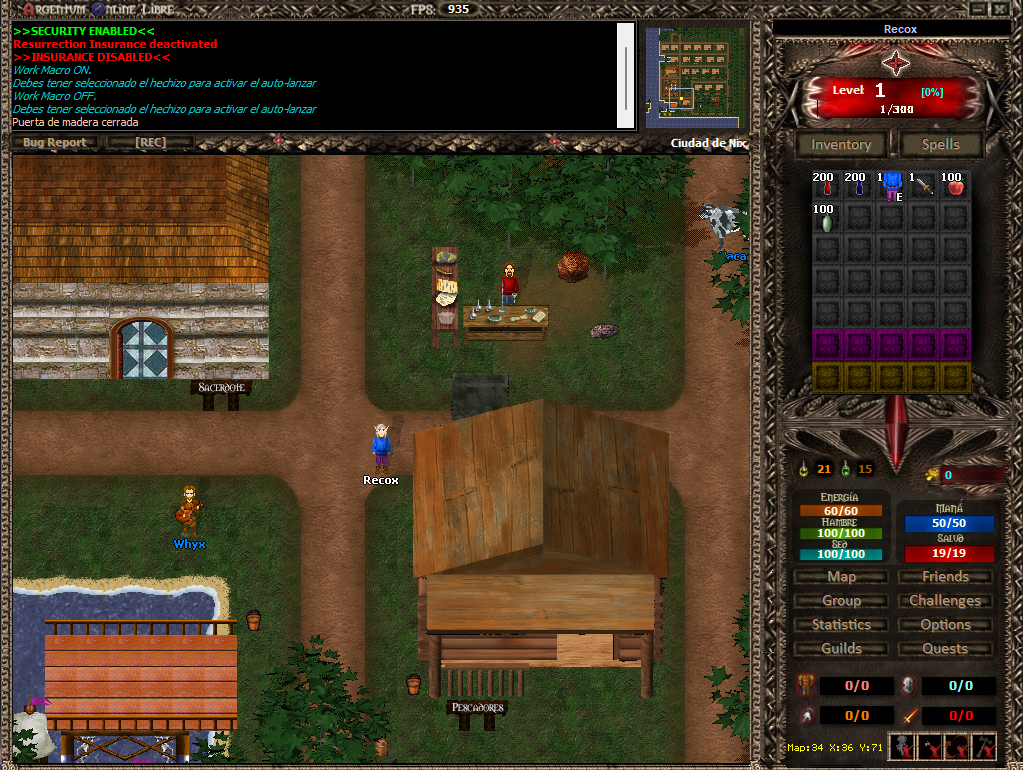 Argentum Online Libre
FPS: 935
>>SECURITY ENABLED<<
Resurrection Insurance deactivated
>>INSURANCE DISABLED<<
Work Macro ON.
Debes tener seleccionado el hechizo para activar el auto-lanzar
Work Macro OFF.
Debes tener seleccionado el hechizo para activar el auto-lanzar
Puerta de madera cerrada
Bug Report
[REC]
Ciudad de Nix
Sacerdote
Recox
Whyx
Pescadores
Recox
Level 1 [0%]
1/300
Inventory Spells
200 200 1 E 1 100
100
21 15 0
Energía
60/60
Hambre
100/100
Sed
100/100
Maná
50/50
Salud
19/19
Map Friends
Group Challenges
Statistics Options
Guilds Quests
0/0 0/0
0/0 0/0
Map:34 X:36 Y:71